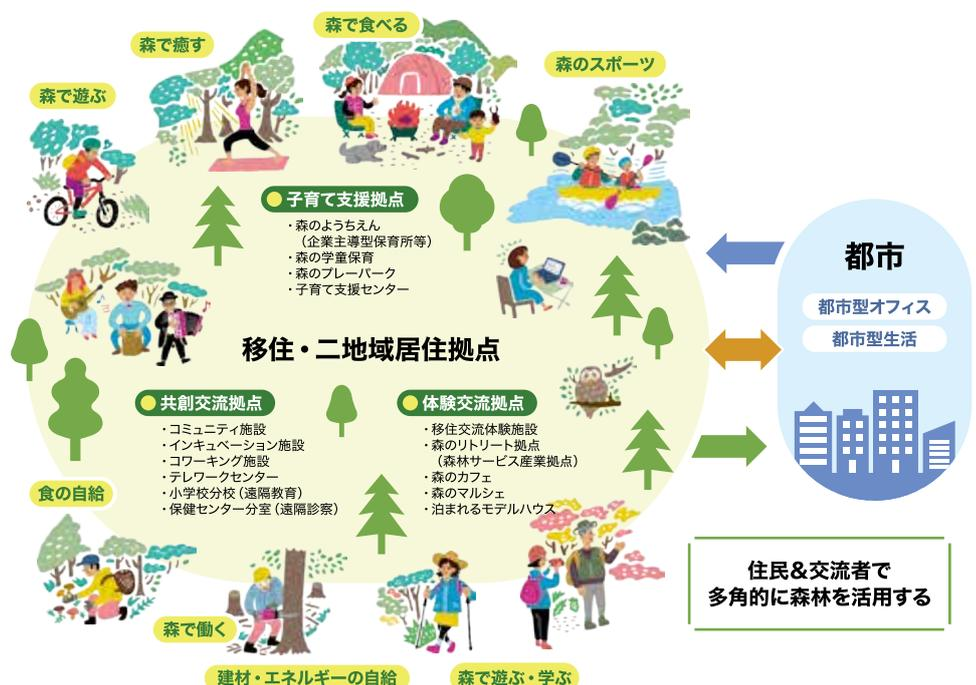 森で食べる
森で癒す
森のスポーツ
森で遊ぶ
子育て支援拠点
・森のようちえん
（企業主導型保育所等）
・森の学童保育
・森のプレーパーク
・子育て支援センター
都市
都市型オフィス
都市型生活
移住・二地域居住拠点
共創交流拠点
・コミュニティ施設
・インキュベーション施設
・コワーキング施設
・テレワークセンター
・小学校分校（遠隔教育）
・保健センター分室（遠隔診察）
体験交流拠点
・移住交流体験施設
・森のリトリート拠点
（森林サービス産業拠点）
・森のカフェ
・森のマルシェ
・泊まれるモデルハウス
食の自給
住民&交流者で
多角的に森林を活用する
森で働く
建材・エネルギーの自給
森で遊ぶ・学ぶ